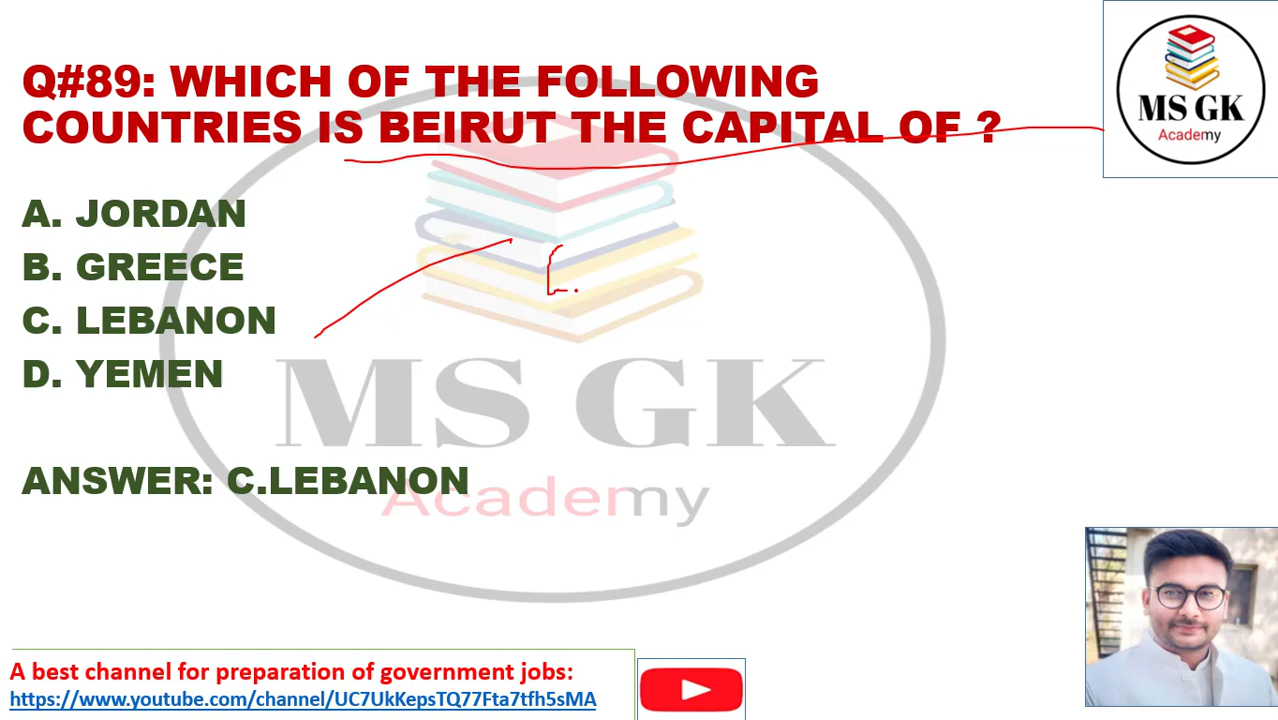 MS GK
Academy
Q#89: WHICH OF THE FOLLOWING
COUNTRIES IS BEIRUT THE CAPITAL OF ?
A. JORDAN
B. GREECE
C. LEBANON
D. YEMEN
MS GK
ANSWER: C.LEBANON
Academy
A best channel for preparation of government jobs:
https://www.youtube.com/channel/UC7UkKepsTQ77Fta7tfh5sMA